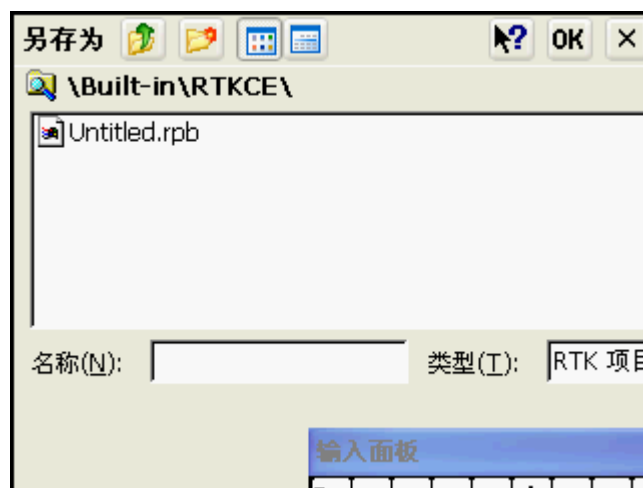 另存为 ? OK ×
\Built-in\RTKCE\
Untitled.rpb
名称(N): 类型(T): RTK 项目
输入面板